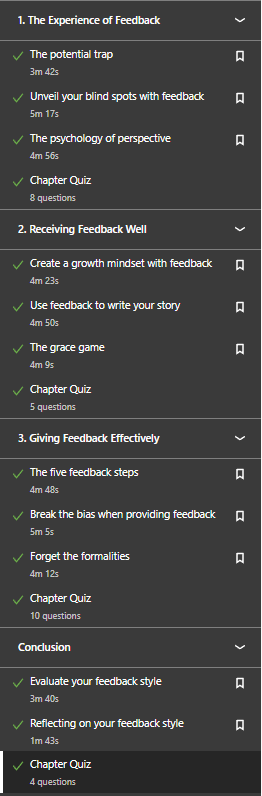 1. The Experience of Feedback
The potential trap
3m 42s
Unveil your blind spots with feedback
5m 17s
The psychology of perspective
4m 56s
Chapter Quiz
8 questions
2. Receiving Feedback Well
Create a growth mindset with feedback
4m 23s
Use feedback to write your story
4m 50s
The grace game
4m 9s
Chapter Quiz
5 questions
3. Giving Feedback Effectively
The five feedback steps
4m 48s
Break the bias when providing feedback
5m 5s
Forget the formalities
4m 12s
Chapter Quiz
10 questions
Conclusion
Evaluate your feedback style
3m 40s
Reflecting on your feedback style
1m 43s
Chapter Quiz
4 questions